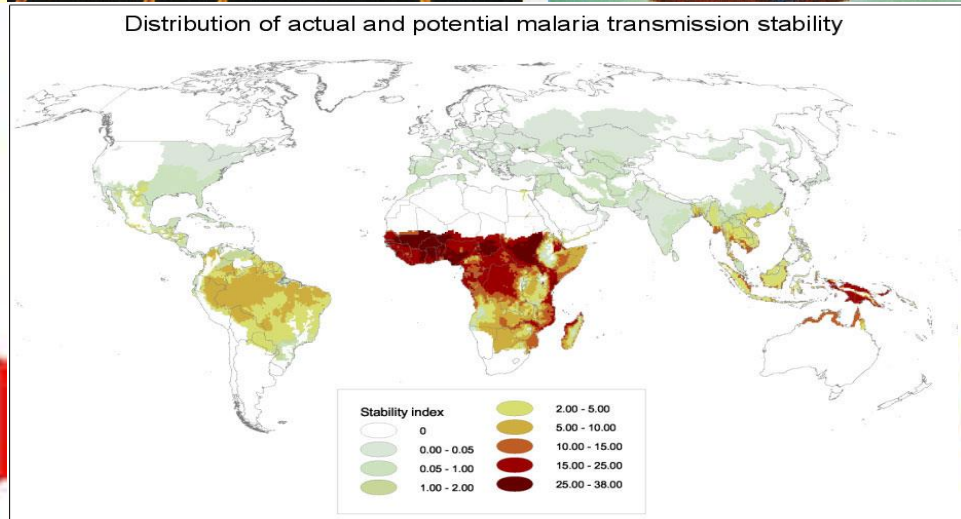 Distribution of actual and potential malaria transmission stability
Stability index
0
0.00 - 0.05
0.05 - 1.00
1.00 - 2.00
2.00 - 5.00
5.00 - 10.00
10.00 - 15.00
15.00 - 25.00
25.00 - 38.00